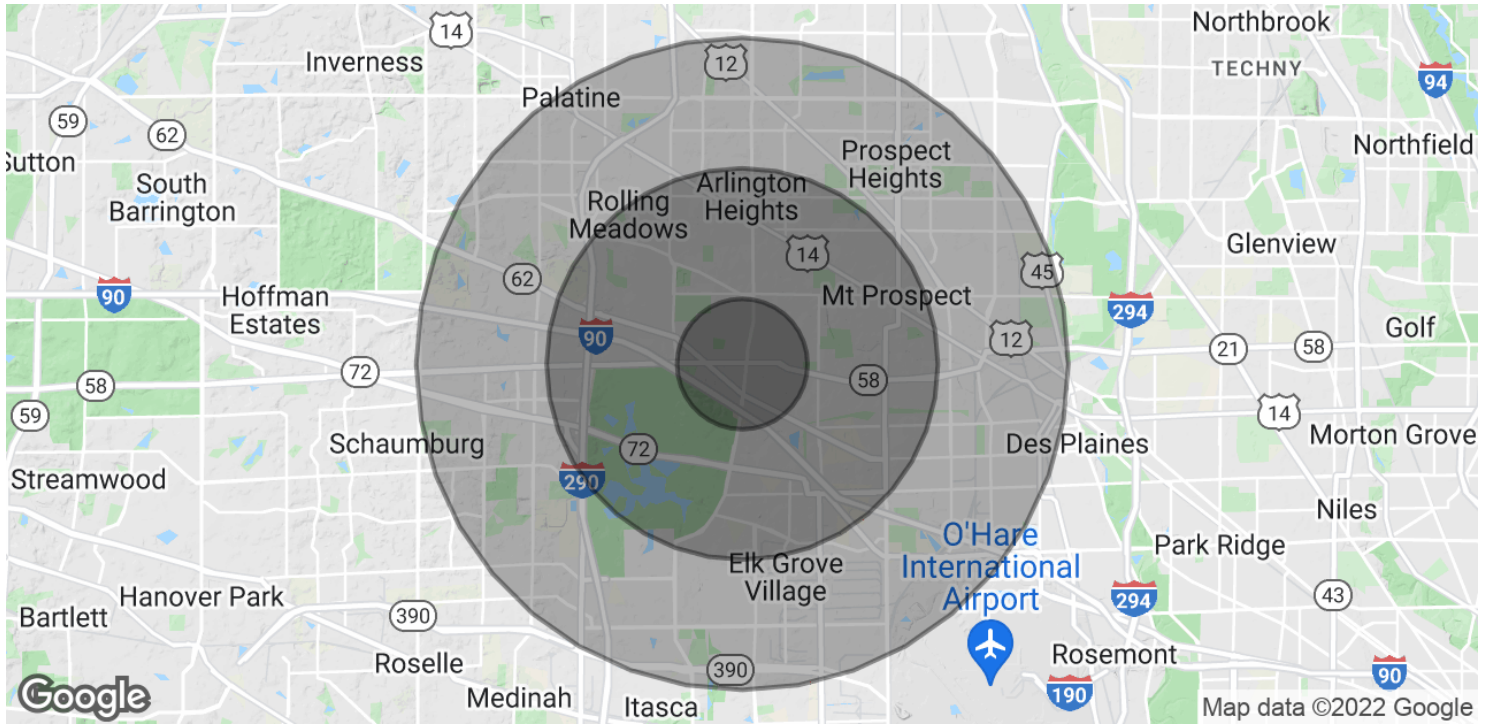 Northbrook
14
12
TECHNY
Inverness
94
Palatine
59
62
Northfield
Prospect
Heights
Sutton
South
Barrington
Arlington
Heights
Rolling
Meadows
Glenview
14
45
62
90
Hoffman
Estates
Mt Prospect
294
Golf
90
12
21
58
72
58
58
59
14
Schaumburg
72
Des Plaines
Morton Grove
Streamwood
290
Niles
O'Hare
International
Airport
Park Ridge
Elk Grove
Village
Hanover Park
294
43
Bartlett
390
Roselle
390
Rosemont
90
Google
Medinah
Itasca
190
Map data ©2022 Google